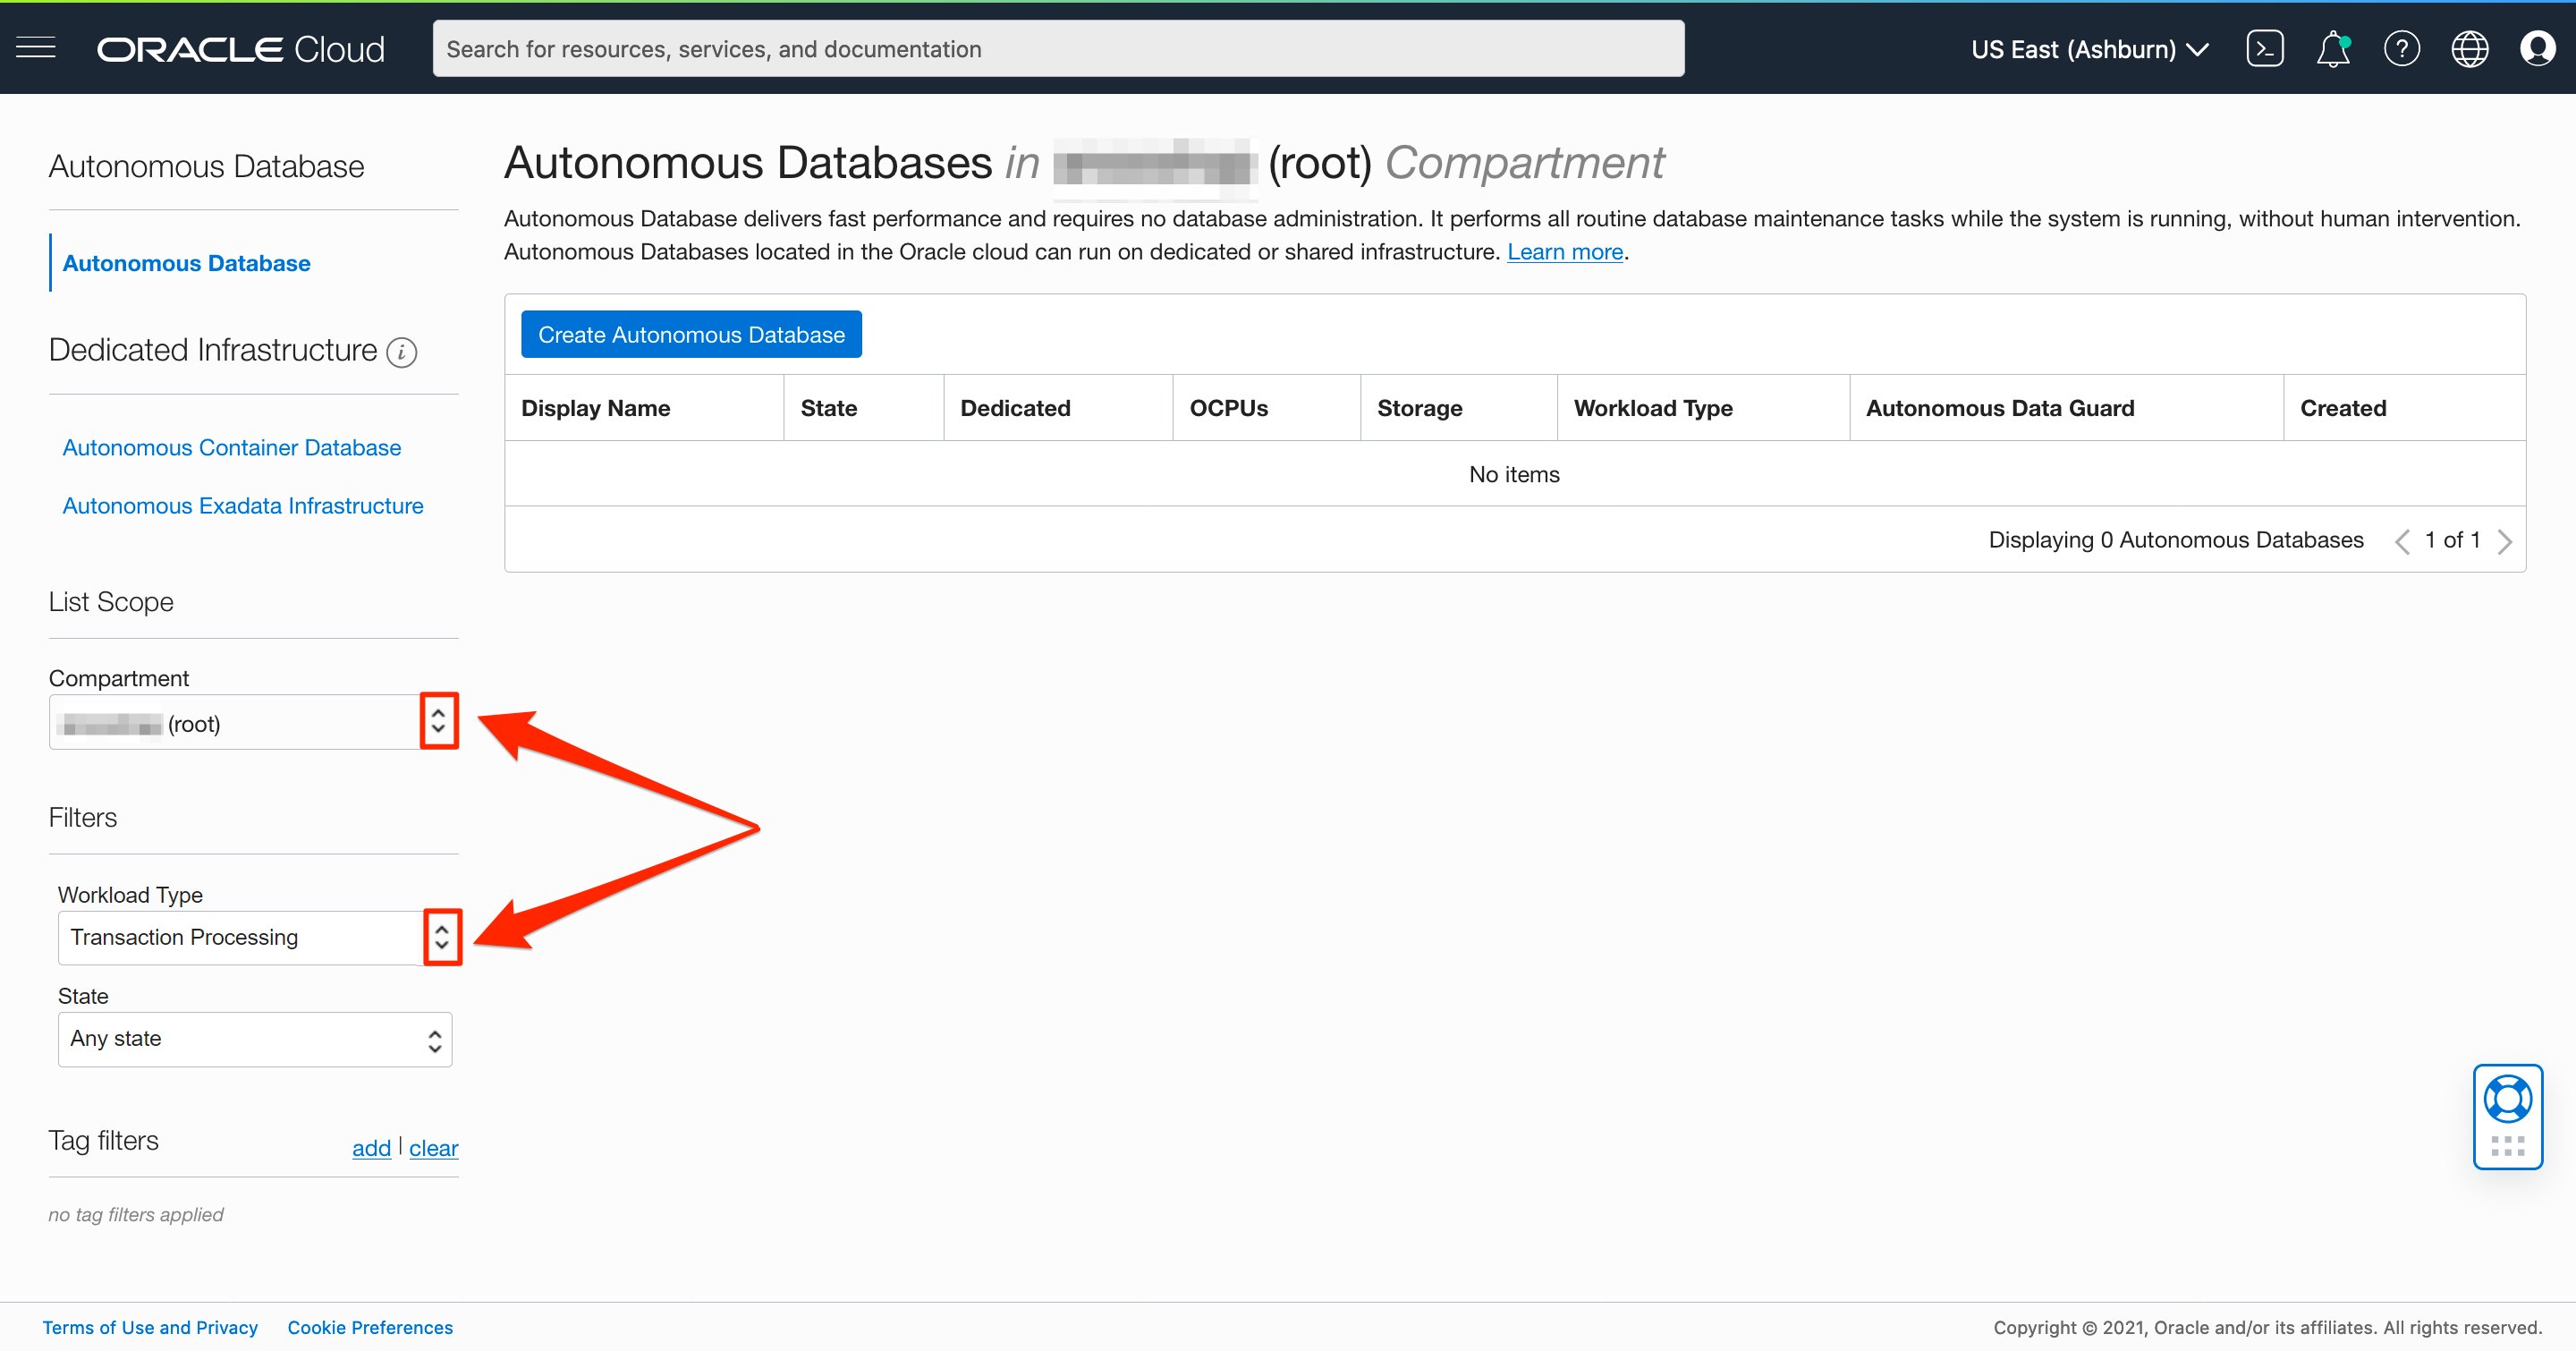 ORACLE Cloud
Search for resources, services, and documentation
US East (Ashburn)
Autonomous Database
Autonomous Database
Dedicated Infrastructure
Autonomous Container Database
Autonomous Exadata Infrastructure
List Scope
Compartment
(root)
Filters
Workload Type
Transaction Processing
State
Any state
Tag filters
add | clear
no tag filters applied
Autonomous Databases in (root) Compartment
Autonomous Database delivers fast performance and requires no database administration. It performs all routine database maintenance tasks while the system is running, without human intervention.
Autonomous Databases located in the Oracle cloud can run on dedicated or shared infrastructure. Learn more.
Create Autonomous Database
Display Name State Dedicated OCPUs Storage Workload Type Autonomous Data Guard Created
No items
Displaying 0 Autonomous Databases 1 of 1
Terms of Use and Privacy Cookie Preferences
Copyright © 2021, Oracle and/or its affiliates. All rights reserved.